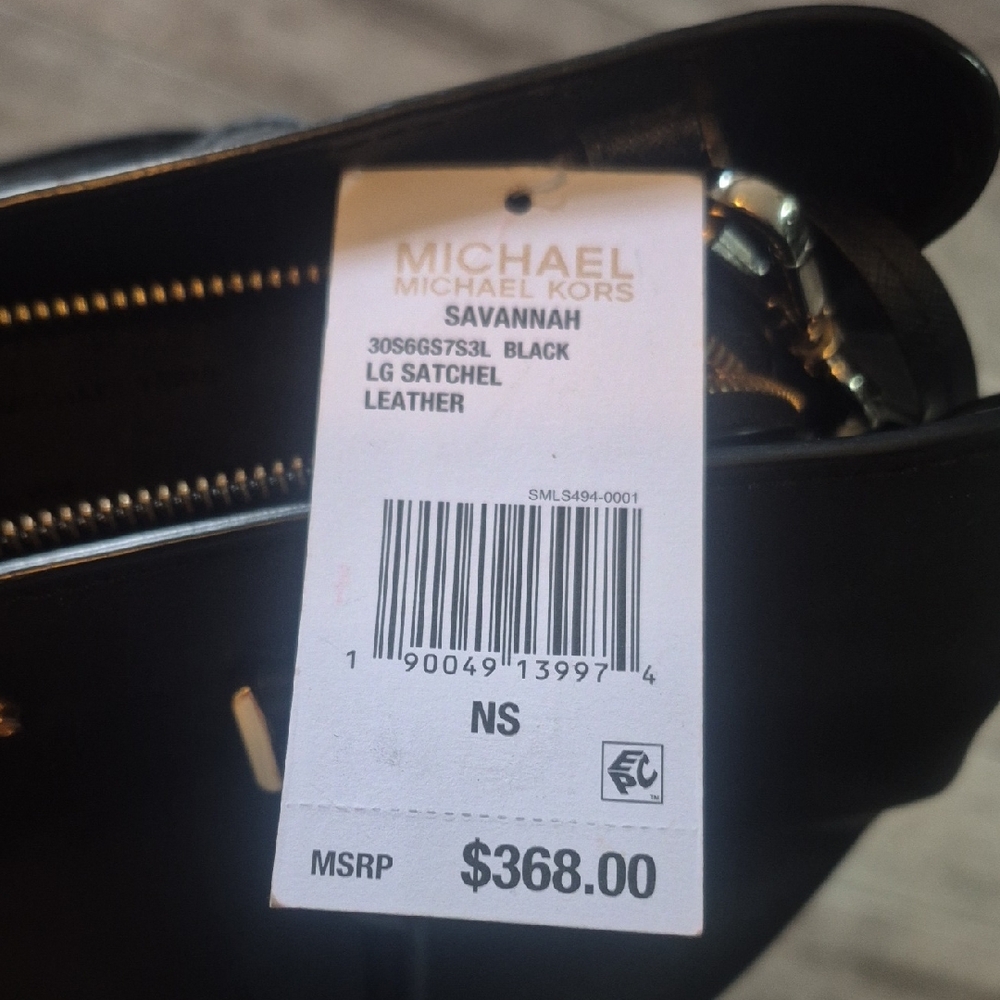 MICHAEL
MICHAEL KORS
SAVANNAH
30S6GS7S3L BLACK
LG SATCHEL
LEATHER
SMLS494-0001
1 90049 13997 4
NS
EPC
™
MSRP $368.00